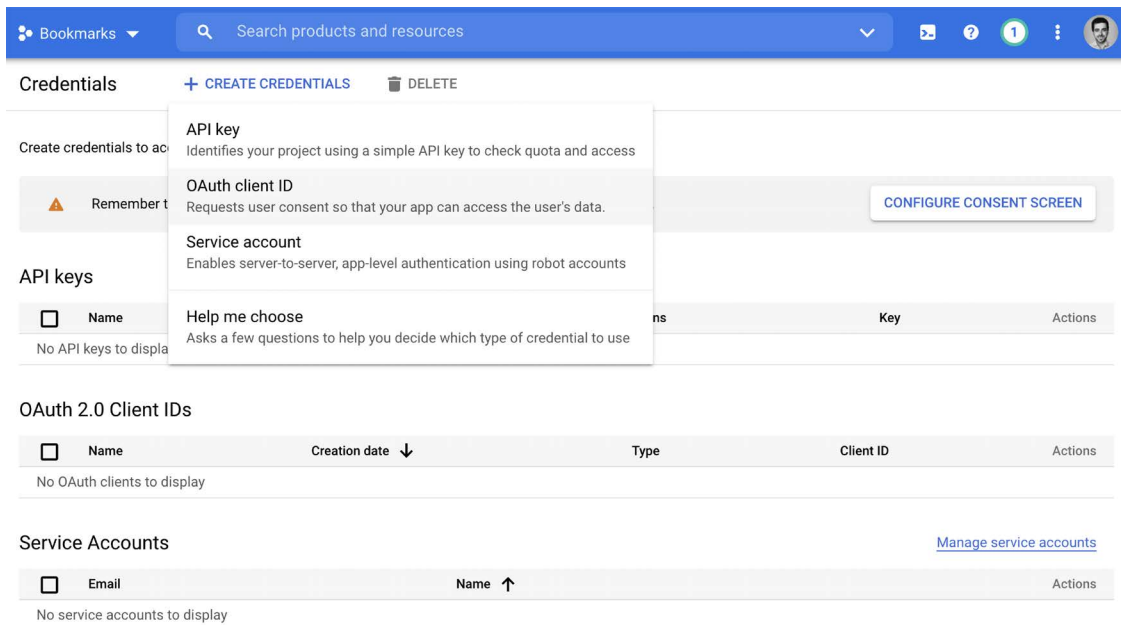 Bookmarks
Search products and resources
1
Credentials
CREATE CREDENTIALS
DELETE
API key
Identifies your project using a simple API key to check quota and access
Create credentials to ac
OAuth client ID
Requests user consent so that your app can access the user's data.
Remember t
CONFIGURE CONSENT SCREEN
Service account
Enables server-to-server, app-level authentication using robot accounts
API keys
Help me choose
Asks a few questions to help you decide which type of credential to use
Name ns Key Actions
No API keys to displa
OAuth 2.0 Client IDs
Name Creation date Type Client ID Actions
No OAuth clients to display
Service Accounts
Manage service accounts
Email Name Actions
No service accounts to display